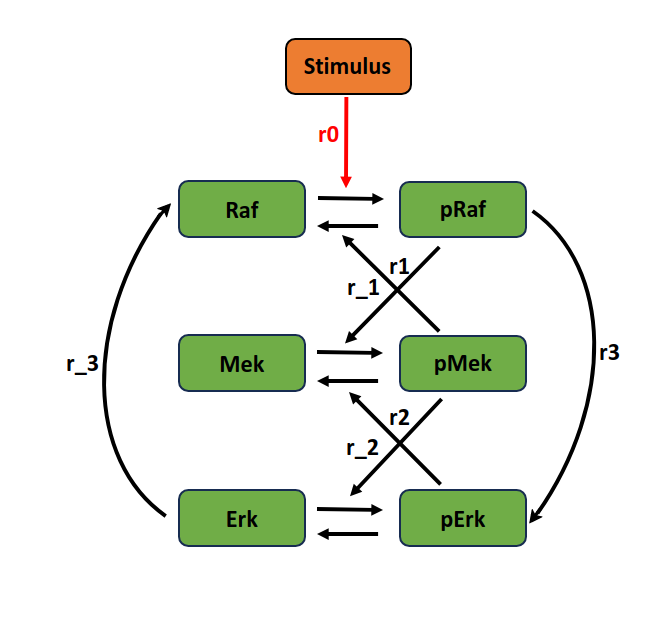 Stimulus
r0
Raf
pRaf
r1
r_1
Mek
pMek
r_3
r3
r2
r_2
Erk
pErk